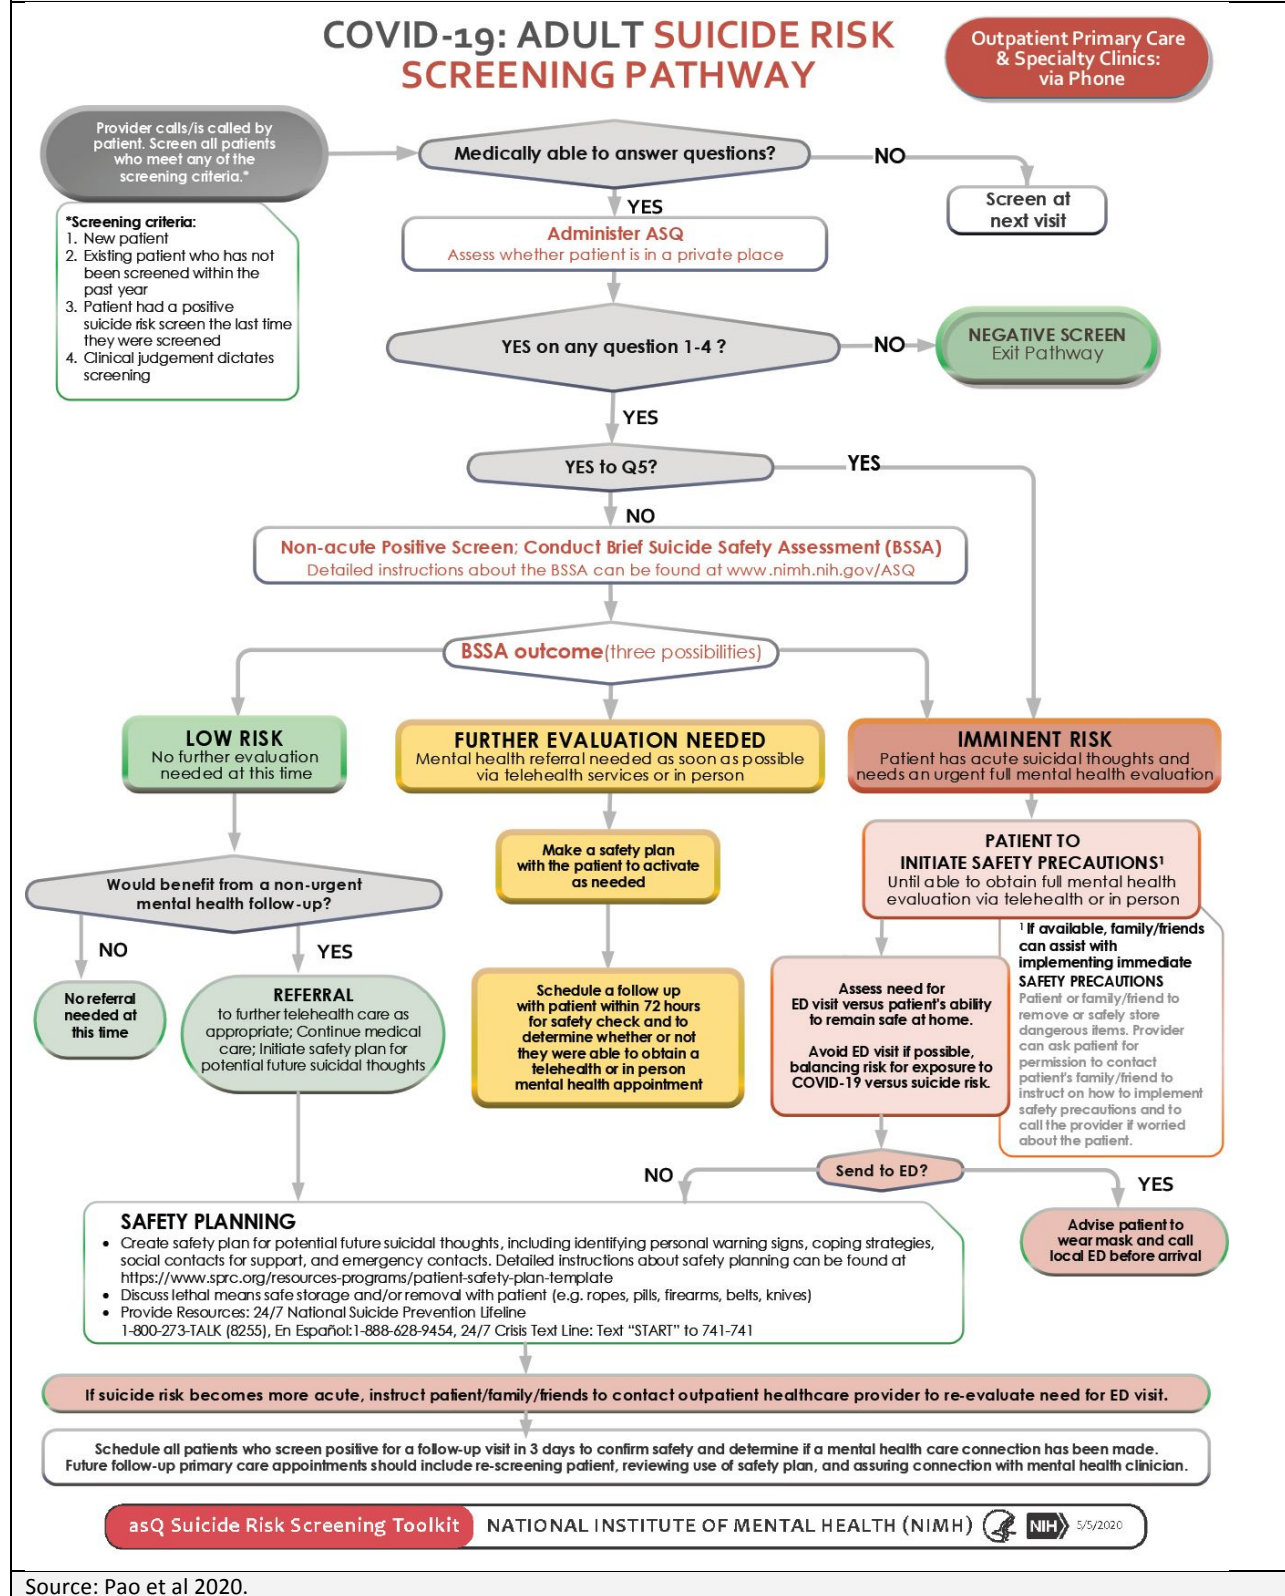 COVID-19: ADULT SUICIDE RISK
SCREENING PATHWAY
Outpatient Primary Care
& Specialty Clinics:
via Phone
Provider calls/is called by
patient. Screen all patients
who meet any of the
screening criteria.*
Medically able to answer questions?
NO
Screen at
next visit
YES
*Screening criteria:
1. New patient
2. Existing patient who has not
been screened within the
past year
3. Patient had a positive
suicide risk screen the last time
they were screened
4. Clinical judgement dictates
screening
Administer ASQ
Assess whether patient is in a private place
YES on any question 1-4 ?
NO
NEGATIVE SCREEN
Exit Pathway
YES
YES to Q5?
YES
NO
Non-acute Positive Screen; Conduct Brief Suicide Safety Assessment (BSSA)
Detailed instructions about the BSSA can be found at www.nimh.nih.gov/ASQ
BSSA outcome(three possibilities)
LOW RISK
No further evaluation
needed at this time
FURTHER EVALUATION NEEDED
Mental health referral needed as soon as possible
via telehealth services or in person
IMMINENT RISK
Patient has acute suicidal thoughts and
needs an urgent full mental health evaluation
Would benefit from a non-urgent
mental health follow-up?
NO
YES
No referral
needed at
this time
REFERRAL
to further telehealth care as
appropriate; Continue medical
care; Initiate safety plan for
potential future suicidal thoughts
Make a safety plan
with the patient to activate
as needed
Schedule a follow up
with patient within 72 hours
for safety check and to
determine whether or not
they were able to obtain a
telehealth or in person
mental health appointment
PATIENT TO
INITIATE SAFETY PRECAUTIONS¹
Until able to obtain full mental health
evaluation via telehealth or in person
¹ If available, family/friends
can assist with
implementing immediate
SAFETY PRECAUTIONS
Patient or family/friend to
remove or safely store
dangerous items. Provider
can ask patient for
permission to contact
patient's family/friend to
instruct on how to implement
safety precautions and to
call the provider if worried
about the patient.
Assess need for
ED visit versus patient's ability
to remain safe at home.
Avoid ED visit if possible,
balancing risk for exposure to
COVID-19 versus suicide risk.
Send to ED?
NO
YES
Advise patient to
wear mask and call
local ED before arrival
SAFETY PLANNING
• Create safety plan for potential future suicidal thoughts, including identifying personal warning signs, coping strategies,
social contacts for support, and emergency contacts. Detailed instructions about safety planning can be found at
https://www.sprc.org/resources-programs/patient-safety-plan-template
• Discuss lethal means safe storage and/or removal with patient (e.g. ropes, pills, firearms, belts, knives)
• Provide Resources: 24/7 National Suicide Prevention Lifeline
1-800-273-TALK (8255), En Español:1-888-628-9454, 24/7 Crisis Text Line: Text “START” to 741-741
If suicide risk becomes more acute, instruct patient/family/friends to contact outpatient healthcare provider to re-evaluate need for ED visit.
Schedule all patients who screen positive for a follow-up visit in 3 days to confirm safety and determine if a mental health care connection has been made.
Future follow-up primary care appointments should include re-screening patient, reviewing use of safety plan, and assuring connection with mental health clinician.
asQ Suicide Risk Screening Toolkit NATIONAL INSTITUTE OF MENTAL HEALTH (NIMH) NIH 5/5/2020
Source: Pao et al 2020.